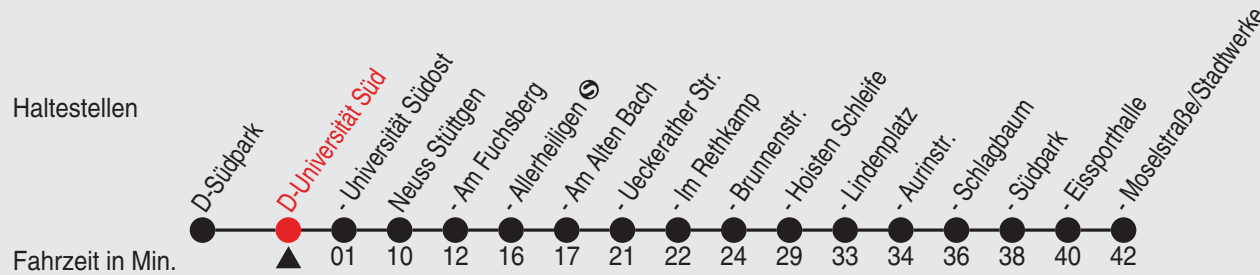 Haltestellen
D-Südpark
D-Universität Süd
- Universität Südost
Neuss Stüttgen
- Am Fuchsberg
- Allerheiligen S
- Am Alten Bach
- Ueckerather Str.
- Im Rethkamp
- Brunnenstr.
- Hoisten Schleife
- Lindenplatz
- Aurinstr.
- Schlagbaum
- Südpark
- Eissporthalle
- Moselstraße/Stadtwerke
Fahrzeit in Min. 01 10 12 16 17 21 22 24 29 33 34 36 38 40 42